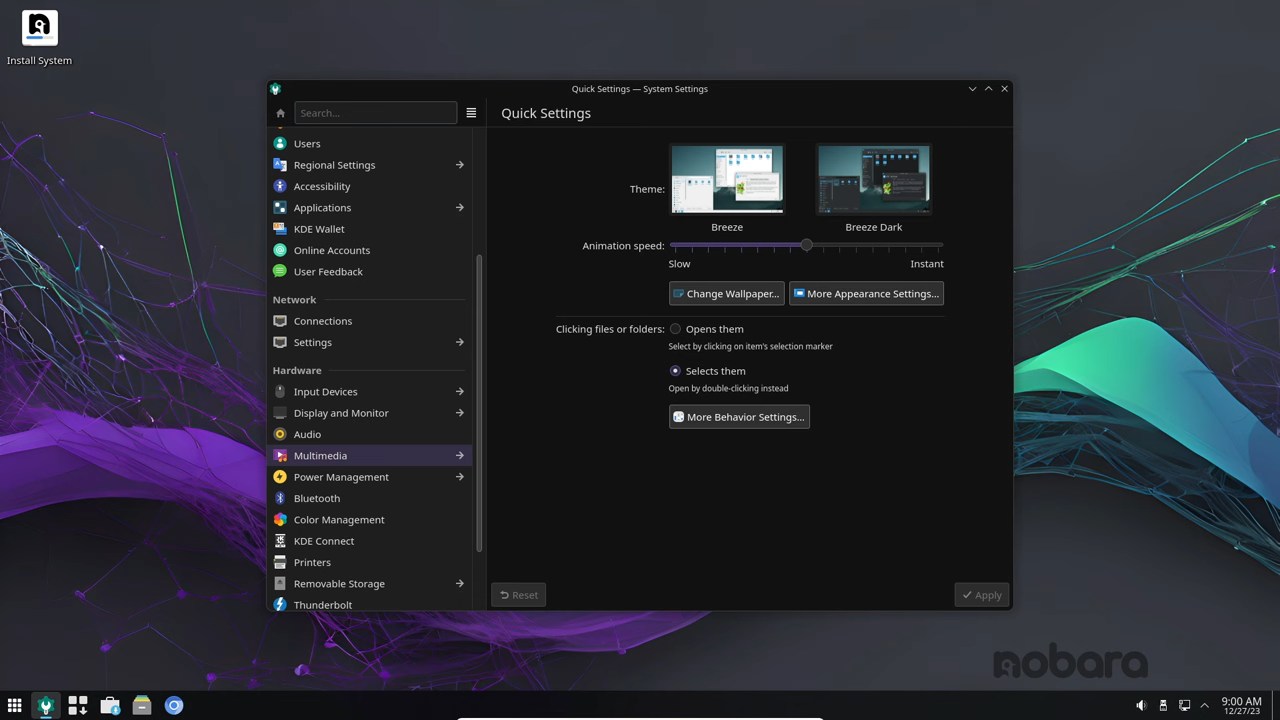 Install System
Quick Settings — System Settings
Search...
Quick Settings
Users
Regional Settings
Accessibility
Applications
KDE Wallet
Online Accounts
User Feedback
Network
Connections
Settings
Hardware
Input Devices
Display and Monitor
Audio
Multimedia
Power Management
Bluetooth
Color Management
KDE Connect
Printers
Removable Storage
Thunderbolt
Theme:
Breeze
Breeze Dark
Animation speed:
Slow
Instant
Change Wallpaper...
More Appearance Settings...
Clicking files or folders:
Opens them
Select by clicking on item's selection marker
Selects them
Open by double-clicking instead
More Behavior Settings...
Reset
Apply
nobara
9:00 AM
12/27/23